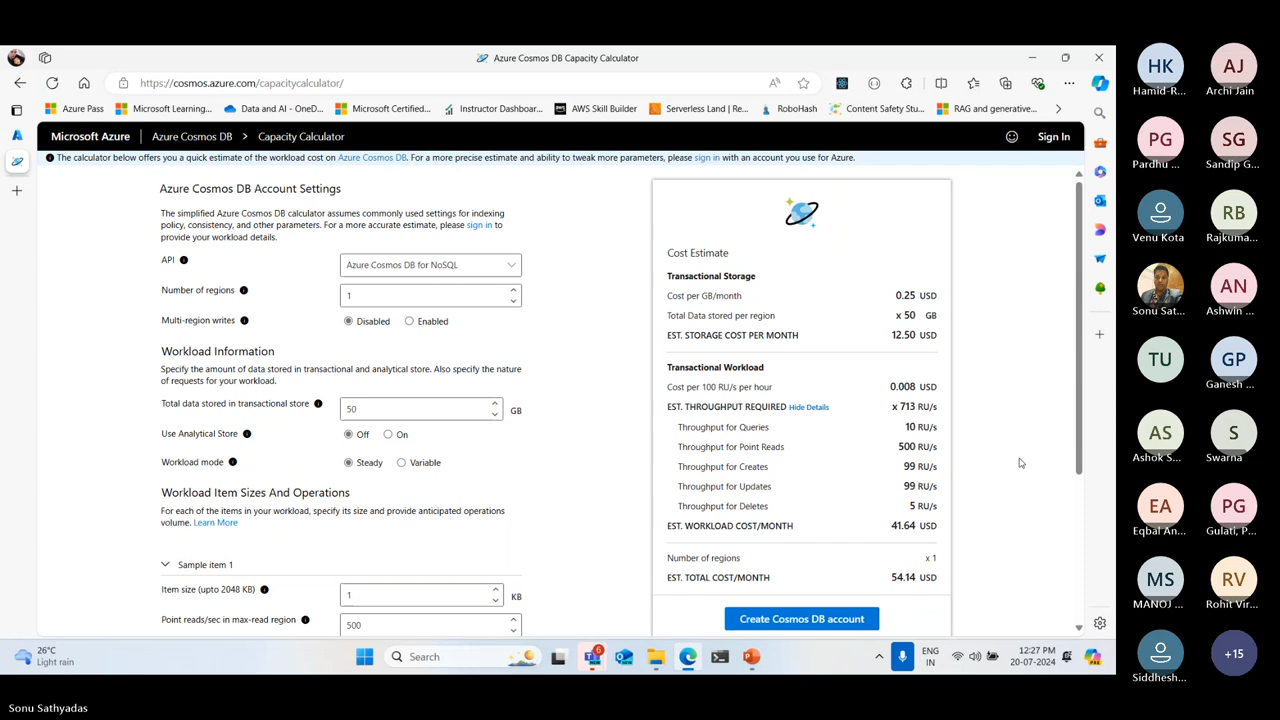 Azure Cosmos DB Capacity Calculator
https://cosmos.azure.com/capacitycalculator/
Azure Pass
Microsoft Learning...
Data and AI - OneD...
Microsoft Certified...
Instructor Dashboar...
aws
AWS Skill Builder
Serverless Land | Re...
RoboHash
Content Safety Stu...
RAG and generative...
Microsoft Azure
Azure Cosmos DB > Capacity Calculator
Sign In
The calculator below offers you a quick estimate of the workload cost on Azure Cosmos DB. For a more precise estimate and ability to tweak more parameters, please sign in with an account you use for Azure.
Azure Cosmos DB Account Settings
The simplified Azure Cosmos DB calculator assumes commonly used settings for indexing
policy, consistency, and other parameters. For a more accurate estimate, please sign in to
provide your workload details.
API
Azure Cosmos DB for NoSQL
Number of regions
1
Multi-region writes
Disabled
Enabled
Workload Information
Specify the amount of data stored in transactional and analytical store. Also specify the nature
of requests for your workload.
Total data stored in transactional store
50
GB
Use Analytical Store
Off
On
Workload mode
Steady
Variable
Workload Item Sizes And Operations
For each of the items in your workload, specify its size and provide anticipated operations
volume. Learn More
Sample item 1
Item size (upto 2048 KB)
1
KB
Point reads/sec in max-read region
500
Cost Estimate
Transactional Storage
Cost per GB/month 0.25 USD
Total Data stored per region x 50 GB
EST. STORAGE COST PER MONTH 12.50 USD
Transactional Workload
Cost per 100 RU/s per hour 0.008 USD
EST. THROUGHPUT REQUIRED Hide Details x 713 RU/s
Throughput for Queries 10 RU/s
Throughput for Point Reads 500 RU/s
Throughput for Creates 99 RU/s
Throughput for Updates 99 RU/s
Throughput for Deletes 5 RU/s
EST. WORKLOAD COST/MONTH 41.64 USD
Number of regions x 1
EST. TOTAL COST/MONTH 54.14 USD
Create Cosmos DB account
26°C
Light rain
Search
6
ENG
IN
12:27 PM
20-07-2024
Sonu Sathyadas
HK
Hamid-R...
AJ
Archi Jain
PG
Pardhu ...
SG
Sandip G...
Venu Kota
RB
Rajkuma...
Sonu Sat...
AN
Ashwin ...
TU
GP
Ganesh ...
AS
Ashok S...
S
Swarna
EA
Eqbal An...
PG
Gulati, P...
MS
MANOJ ...
RV
Rohit Vir...
Siddhesh...
+15